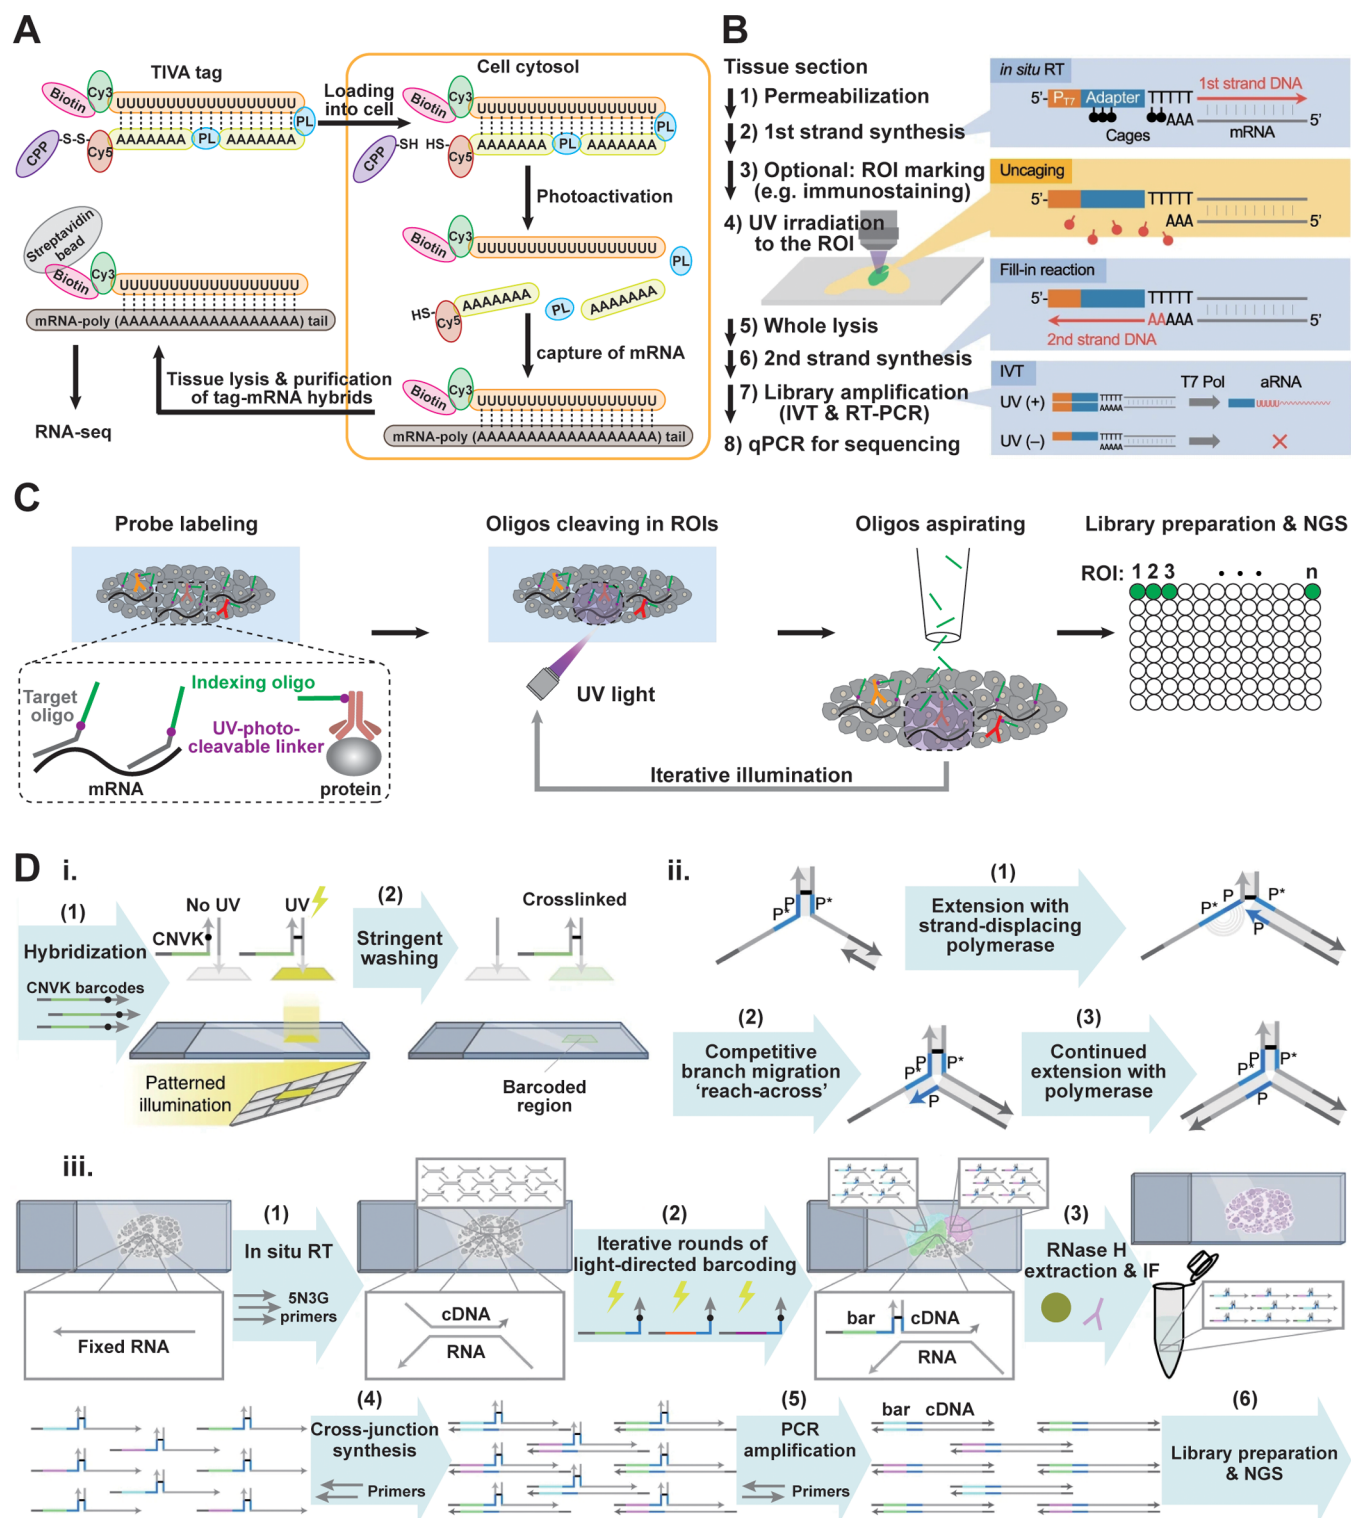 A
TIVA tag
Biotin
Cy3
UUUUUUUUUUUUUUUUUU
PL
CPP
-S-S-
Cy5
AAAAAAA
PL
AAAAAAA
Loading
into cell
Cell cytosol
Biotin
Cy3
UUUUUUUUUUUUUUUUUU
PL
CPP
-SH
HS-
Cy5
AAAAAAA
PL
AAAAAAA
Photoactivation
Biotin
Cy3
UUUUUUUUUUUUUUUUUU
PL
HS-
Cy5
AAAAAAA
PL
AAAAAAA
capture of mRNA
Biotin
Cy3
UUUUUUUUUUUUUUUUUU
mRNA-poly (AAAAAAAAAAAAAAAAAA) tail
Streptavidin
bead
Biotin
Cy3
UUUUUUUUUUUUUUUUUU
mRNA-poly (AAAAAAAAAAAAAAAAAA) tail
Tissue lysis & purification
of tag-mRNA hybrids
RNA-seq
B
Tissue section
1) Permeabilization
2) 1st strand synthesis
3) Optional: ROI marking
(e.g. immunostaining)
4) UV irradiation
to the ROI
5) Whole lysis
6) 2nd strand synthesis
7) Library amplification
(IVT & RT-PCR)
8) qPCR for sequencing
in situ RT
1st strand DNA
5'-
PT7
Adapter
TTTTT
AAA
Cages
mRNA
5'
Uncaging
5'-
TTTTT
AAA
5'
Fill-in reaction
5'-
TTTTT
AAAAA
5'
2nd strand DNA
IVT
T7 Pol
aRNA
UV (+)
TTTTT
AAAAA
UUUUU
UV (–)
TTTTT
AAAAA
C
Probe labeling
Oligos cleaving in ROIs
Oligos aspirating
Library preparation & NGS
ROI: 1 2 3 . . . n
UV light
Iterative illumination
Target
oligo
Indexing oligo
UV-photo-
cleavable linker
mRNA
protein
D
i.
(1)
Hybridization
CNVK barcodes
No UV
UV
CNVK
(2)
Stringent
washing
Crosslinked
Patterned
illumination
Barcoded
region
ii.
P*
P
P*
(1)
Extension with
strand-displacing
polymerase
P*
P*
P
(2)
Competitive
branch migration
‘reach-across’
P
P*
P*
P
(3)
Continued
extension with
polymerase
P
P*
P*
P
iii.
Fixed RNA
(1)
In situ RT
5N3G
primers
cDNA
RNA
(2)
Iterative rounds of
light-directed barcoding
bar
cDNA
RNA
(3)
RNase H
extraction & IF
(4)
Cross-junction
synthesis
Primers
(5)
PCR
amplification
Primers
bar cDNA
(6)
Library preparation
& NGS